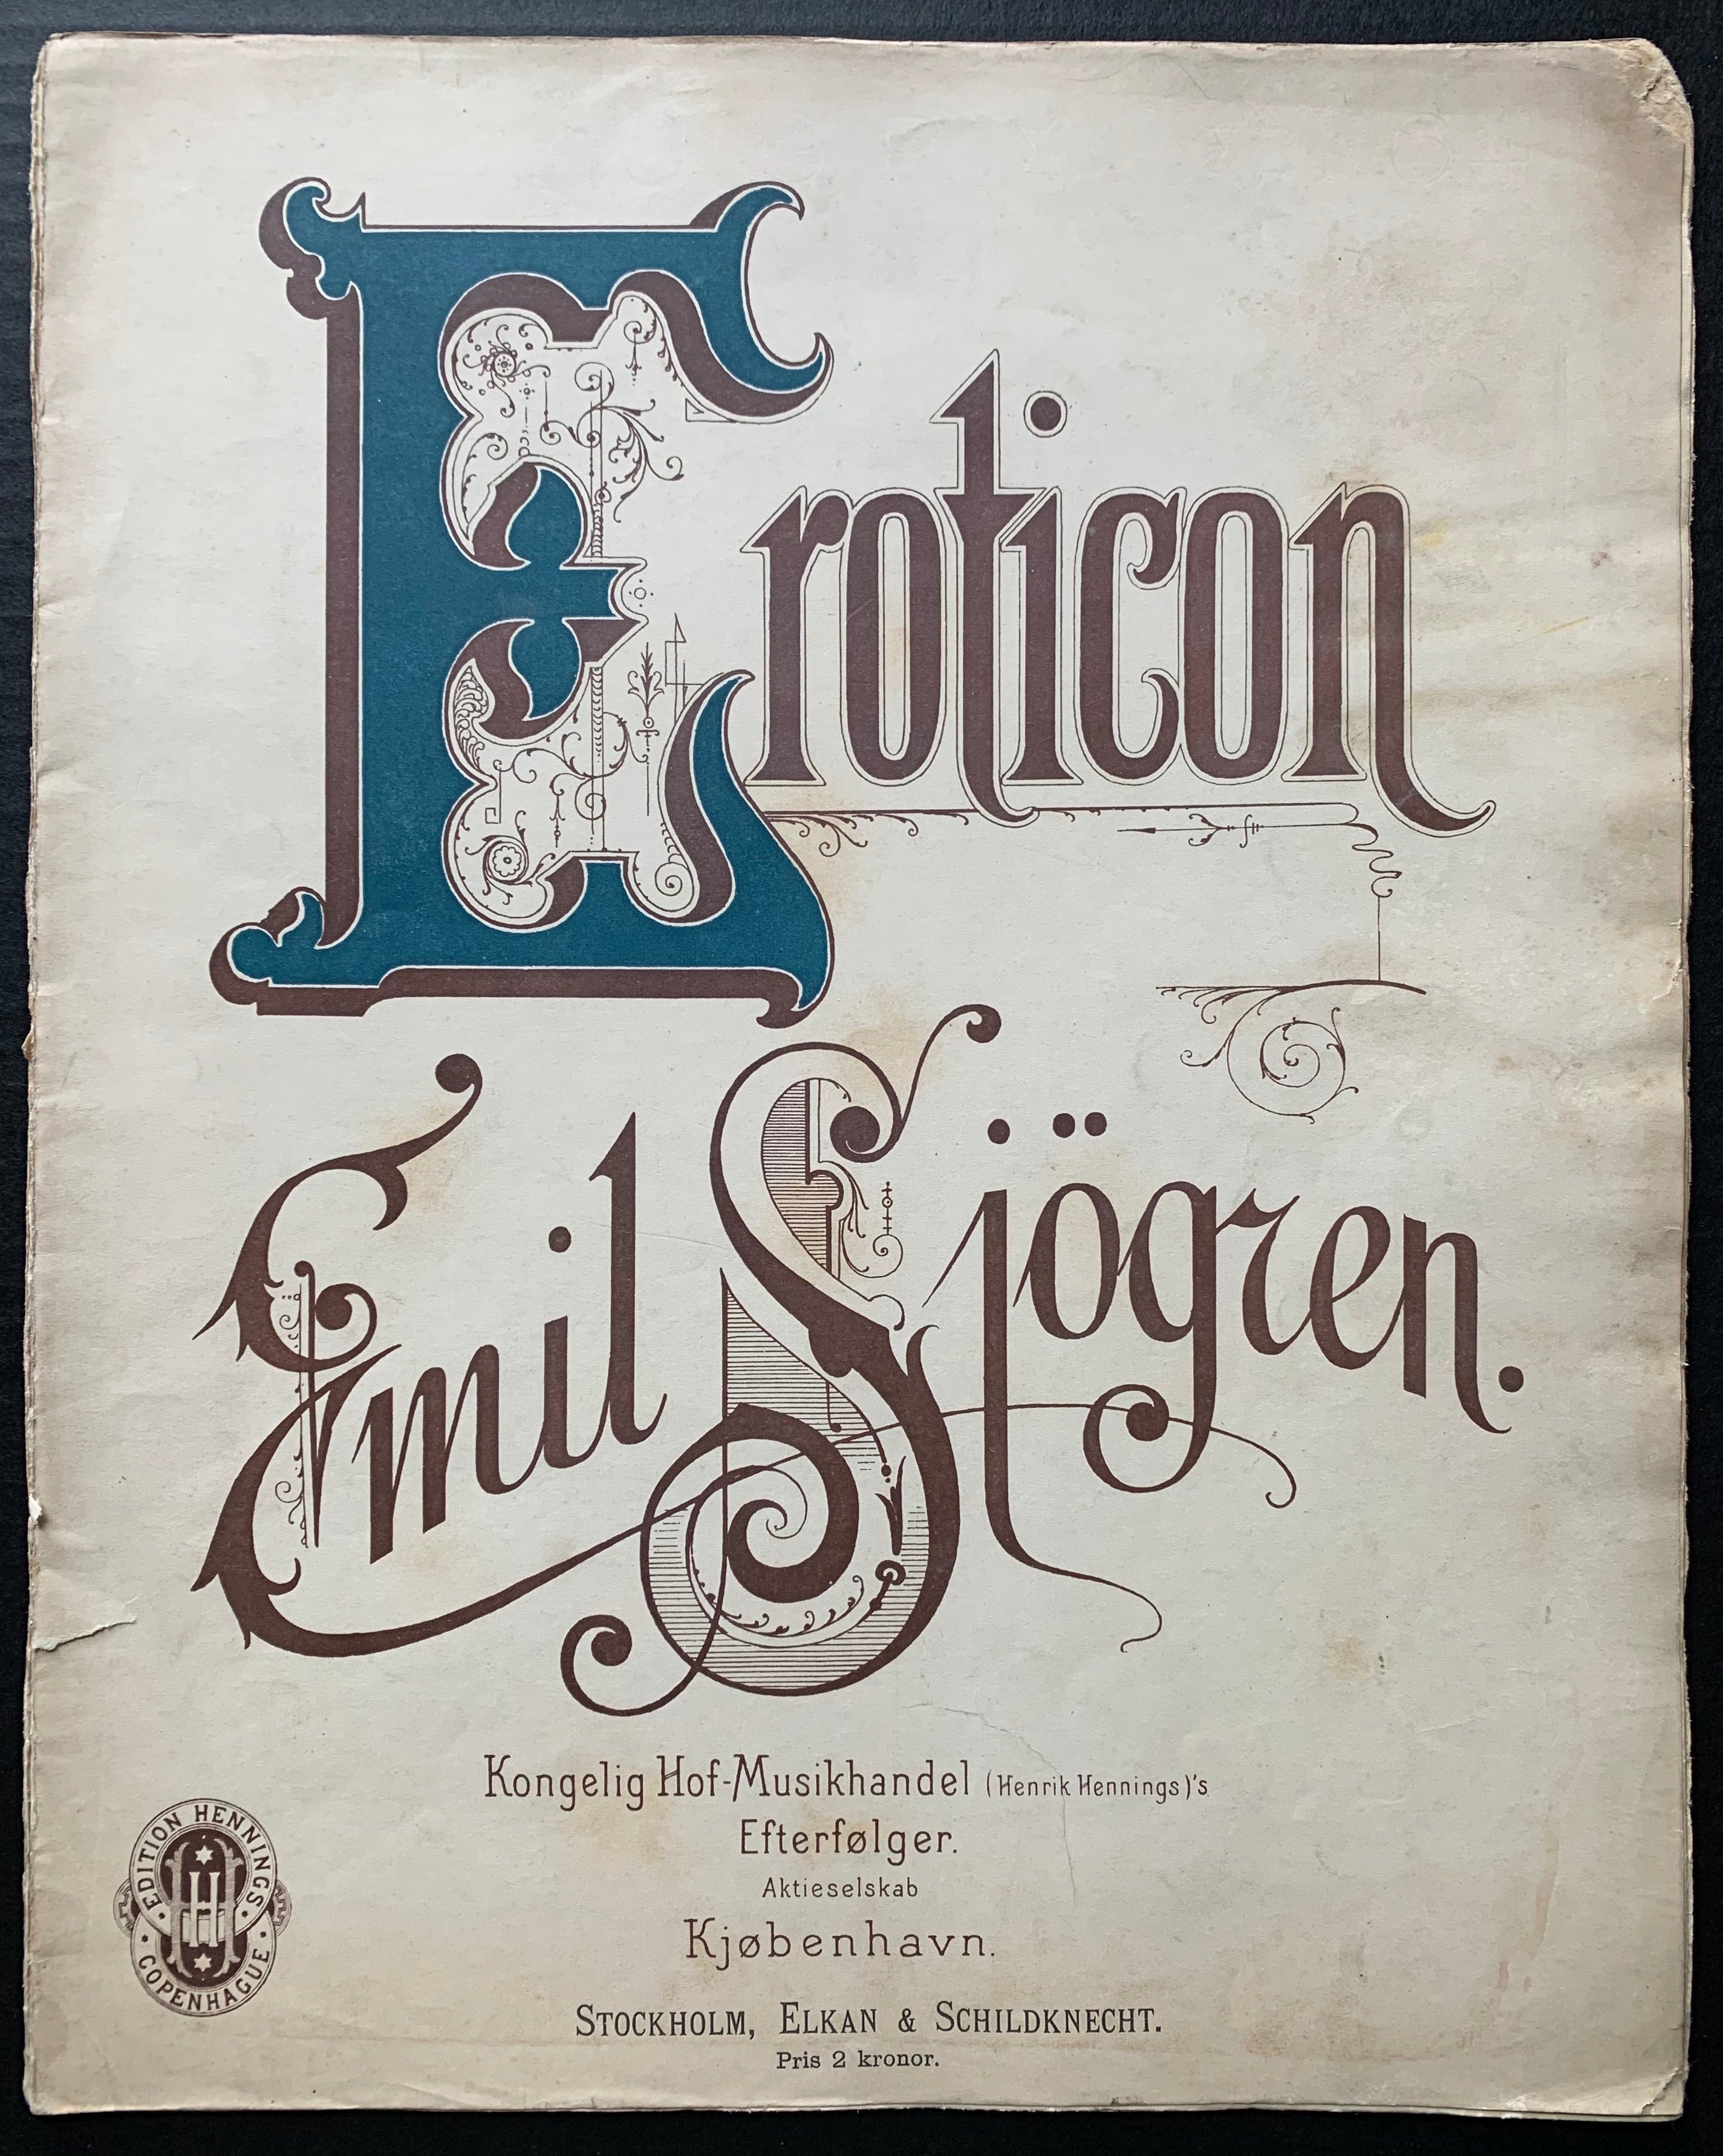 Eroticon
Emil Sjögren.
Kongelig Hof-Musikhandel (Henrik Hennings)'s
Efterfølger.
Aktieselskab
Kjøbenhavn.
EDITION HENNINGS
COPENHAGUE
STOCKHOLM, ELKAN & SCHILDKNECHT.
Pris 2 kronor.